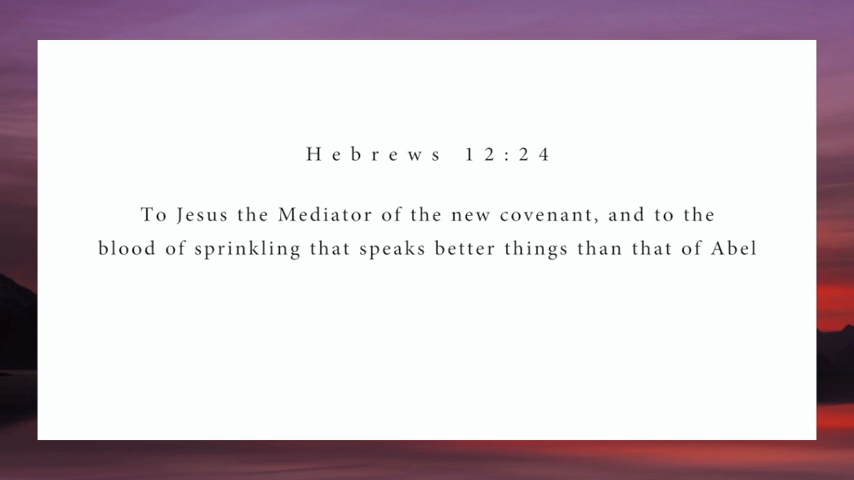 Hebrews 12:24
To Jesus the Mediator of the new covenant, and to the
blood of sprinkling that speaks better things than that of Abel